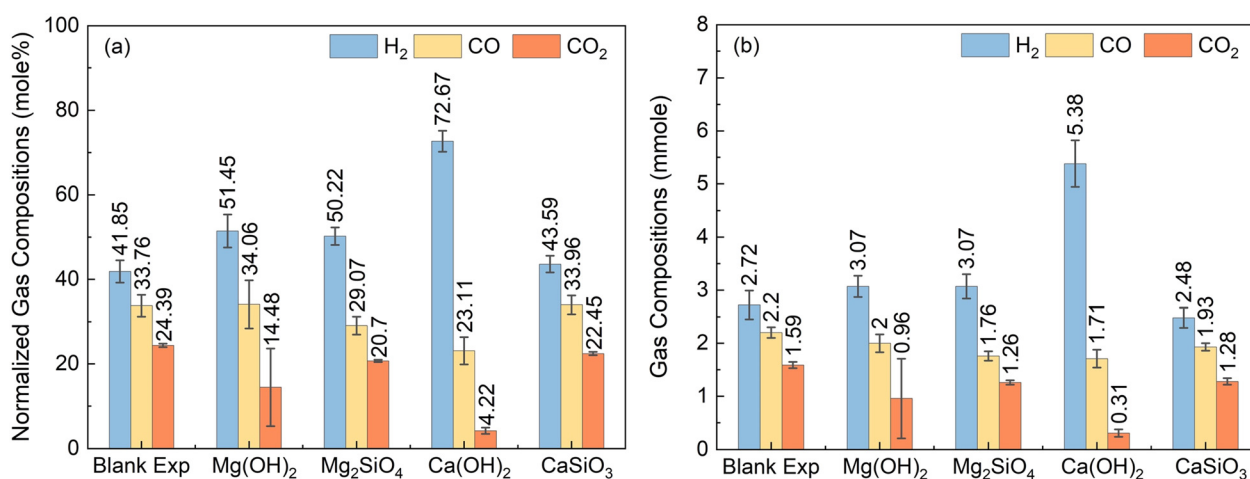 (a)
H₂ CO CO₂
Normalized Gas Compositions (mole%)
100
80
60
40
20
0
41.85 33.76 24.39
51.45 34.06 14.48
50.22 29.07 20.7
72.67 23.11 4.22
43.59 33.96 22.45
Blank Exp Mg(OH)₂ Mg₂SiO₄ Ca(OH)₂ CaSiO₃
(b)
H₂ CO CO₂
Gas Compositions (mmole)
8
7
6
5
4
3
2
1
0
2.72 2.2 1.59
3.07 2 0.96
3.07 1.76 1.26
5.38 1.71 0.31
2.48 1.93 1.28
Blank Exp Mg(OH)₂ Mg₂SiO₄ Ca(OH)₂ CaSiO₃